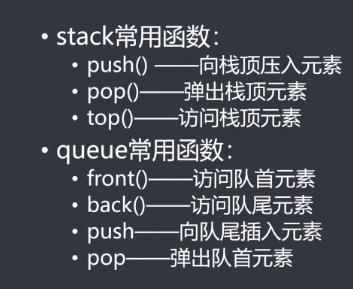 • stack常用函数：
• push() ——向栈顶压入元素
• pop()——弹出栈顶元素
• top()——访问栈顶元素
• queue常用函数：
• front()——访问队首元素
• back()——访问队尾元素
• push——向队尾插入元素
• pop——弹出队首元素